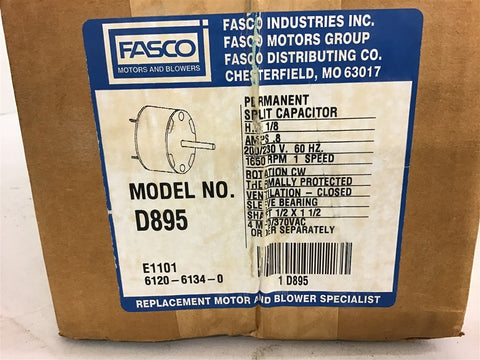 FASCO
MOTORS AND BLOWERS
FASCO INDUSTRIES INC.
FASCO MOTORS GROUP
FASCO DISTRIBUTING CO.
CHESTERFIELD, MO 63017
MODEL NO.
D895
E1101
6120-6134-0
PERMANENT
SPLIT CAPACITOR
1/8
AMPS .8
200/230 V. 60 HZ.
1650 RPM 1 SPEED
ROTATION CW
THERMALLY PROTECTED
VENTILATION - CLOSED
SLEEVE BEARING
SHAFT 1/2 X 1 1/2
4
ORDER SEPARATELY
1 D895
REPLACEMENT MOTOR AND BLOWER SPECIALIST